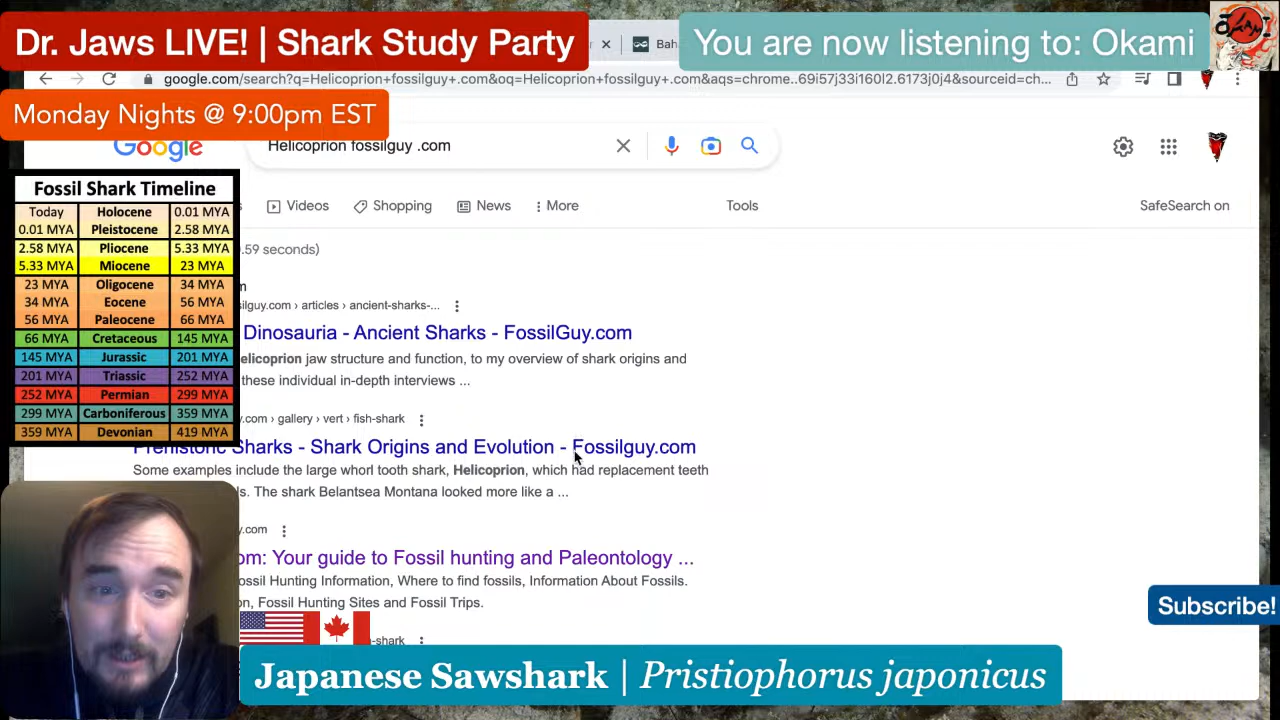 Dr. Jaws LIVE! | Shark Study Party
Bah
You are now listening to: Okami
google.com/search?q=Helicoprion+fossilguy+.com&oq=Helicoprion+fossilguy+.com&aqs=chrome..69i57j33i160l2.6173j0j4&sourceid=ch...
Monday Nights @ 9:00pm EST
Google
Helicoprion fossilguy .com
Videos
Shopping
News
More
Tools
SafeSearch on
Fossil Shark Timeline
Today Holocene 0.01 MYA
0.01 MYA Pleistocene 2.58 MYA
2.58 MYA Pliocene 5.33 MYA
5.33 MYA Miocene 23 MYA
23 MYA Oligocene 34 MYA
34 MYA Eocene 56 MYA
56 MYA Paleocene 66 MYA
66 MYA Cretaceous 145 MYA
145 MYA Jurassic 201 MYA
201 MYA Triassic 252 MYA
252 MYA Permian 299 MYA
299 MYA Carboniferous 359 MYA
359 MYA Devonian 419 MYA
.59 seconds)
m
silguy.com › articles › ancient-sharks-...
Dinosauria - Ancient Sharks - FossilGuy.com
elicoprion jaw structure and function, to my overview of shark origins and
these individual in-depth interviews ...
.com › gallery › vert › fish-shark
Prehistoric Sharks - Shark Origins and Evolution - Fossilguy.com
Some examples include the large whorl tooth shark, Helicoprion, which had replacement teeth
ls. The shark Belantsea Montana looked more like a ...
.com
om: Your guide to Fossil hunting and Paleontology ...
ossil Hunting Information, Where to find fossils, Information About Fossils.
on, Fossil Hunting Sites and Fossil Trips.
-shark
Subscribe!
Japanese Sawshark | Pristiophorus japonicus